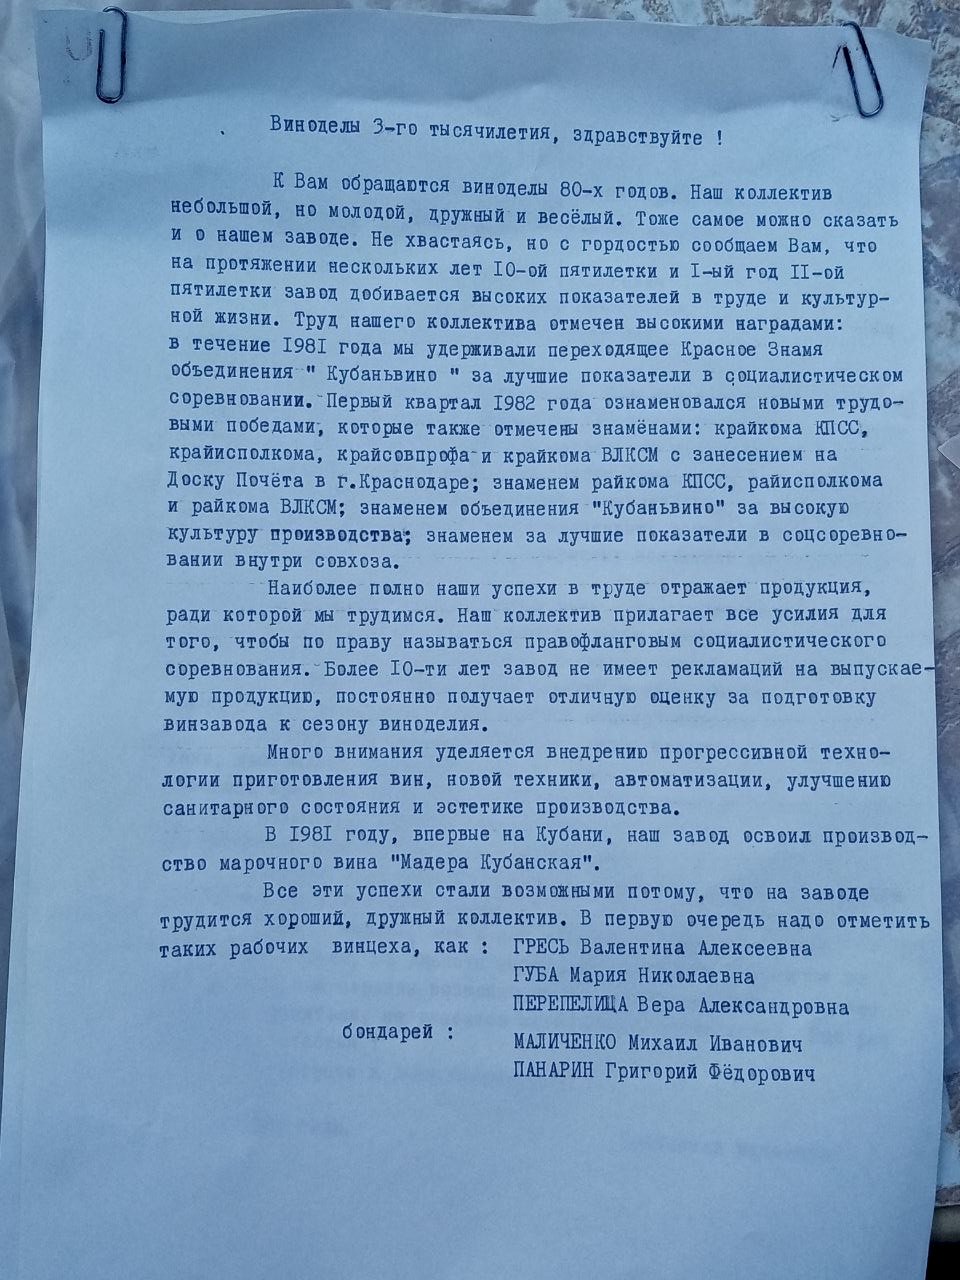 Виноделы 3-го тысячилетия, здравствуйте !
К Вам обращаются виноделы 80-х годов. Наш коллектив
небольшой, но молодой, дружный и весёлый. Тоже самое можно сказать
и о нашем заводе. Не хвастаясь, но с гордостью сообщаем Вам, что
на протяжении нескольких лет IO-ой пятилетки и I-ый год II-ой
пятилетки завод добивается высоких показателей в труде и культур-
ной жизни. Труд нашего коллектива отмечен высокими наградами:
в течение I98I года мы удерживали переходящее Красное Знамя
объединения " Кубаньвино " за лучшие показатели в социалистическом
соревновании. Первый квартал I982 года ознаменовался новыми трудо-
выми победами, которые также отмечены знамёнами: крайкома КПСС,
крайисполкома, крайсовпрофа и крайкома ВЛКСМ с занесением на
Доску Почёта в г.Краснодаре; знаменем райкома КПСС, райисполкома
и райкома ВЛКСМ; знаменем объединения "Кубаньвино" за высокую
культуру производства; знаменем за лучшие показатели в соцсоревно-
вании внутри совхоза.
Наиболее полно наши успехи в труде отражает продукция,
ради которой мы трудимся. Наш коллектив прилагает все усилия для
того, чтобы по праву называться правофланговым социалистического
соревнования. Более IO-ти лет завод не имеет рекламаций на выпускае-
мую продукцию, постоянно получает отличную оценку за подготовку
винзавода к сезону виноделия.
Много внимания уделяется внедрению прогрессивной техно-
логии приготовления вин, новой техники, автоматизации, улучшению
санитарного состояния и эстетике производства.
В I98I году, впервые на Кубани, наш завод освоил производ-
ство марочного вина "Мадера Кубанская".
Все эти успехи стали возможными потому, что на заводе
трудится хороший, дружный коллектив. В первую очередь надо отметить
таких рабочих винцеха, как : ГРЕСЬ Валентина Алексеевна
ГУБА Мария Николаевна
ПЕРЕПЕЛИЦА Вера Александровна
бондарей : МАЛИЧЕНКО Михаил Иванович
ПАНАРИН Григорий Фёдорович